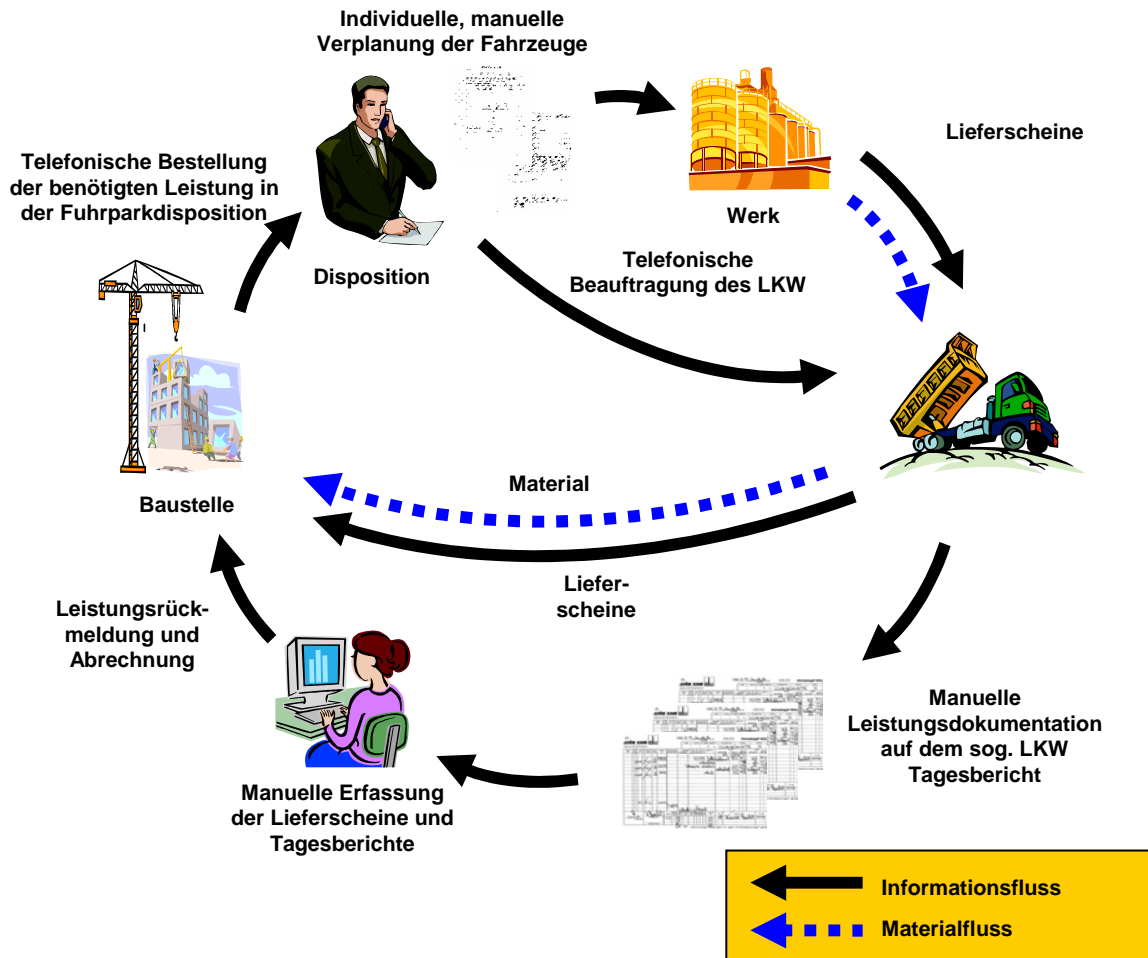 Individuelle, manuelle
Verplanung der Fahrzeuge
Lieferscheine
Telefonische Bestellung
der benötigten Leistung in
der Fuhrparkdisposition
Werk
Disposition
Telefonische
Beauftragung des LKW
Material
Baustelle
Liefer-
scheine
Leistungsrück-
meldung und
Abrechnung
Manuelle
Leistungsdokumentation
auf dem sog. LKW
Tagesbericht
Manuelle Erfassung
der Lieferscheine und
Tagesberichte
Informationsfluss
Materialfluss